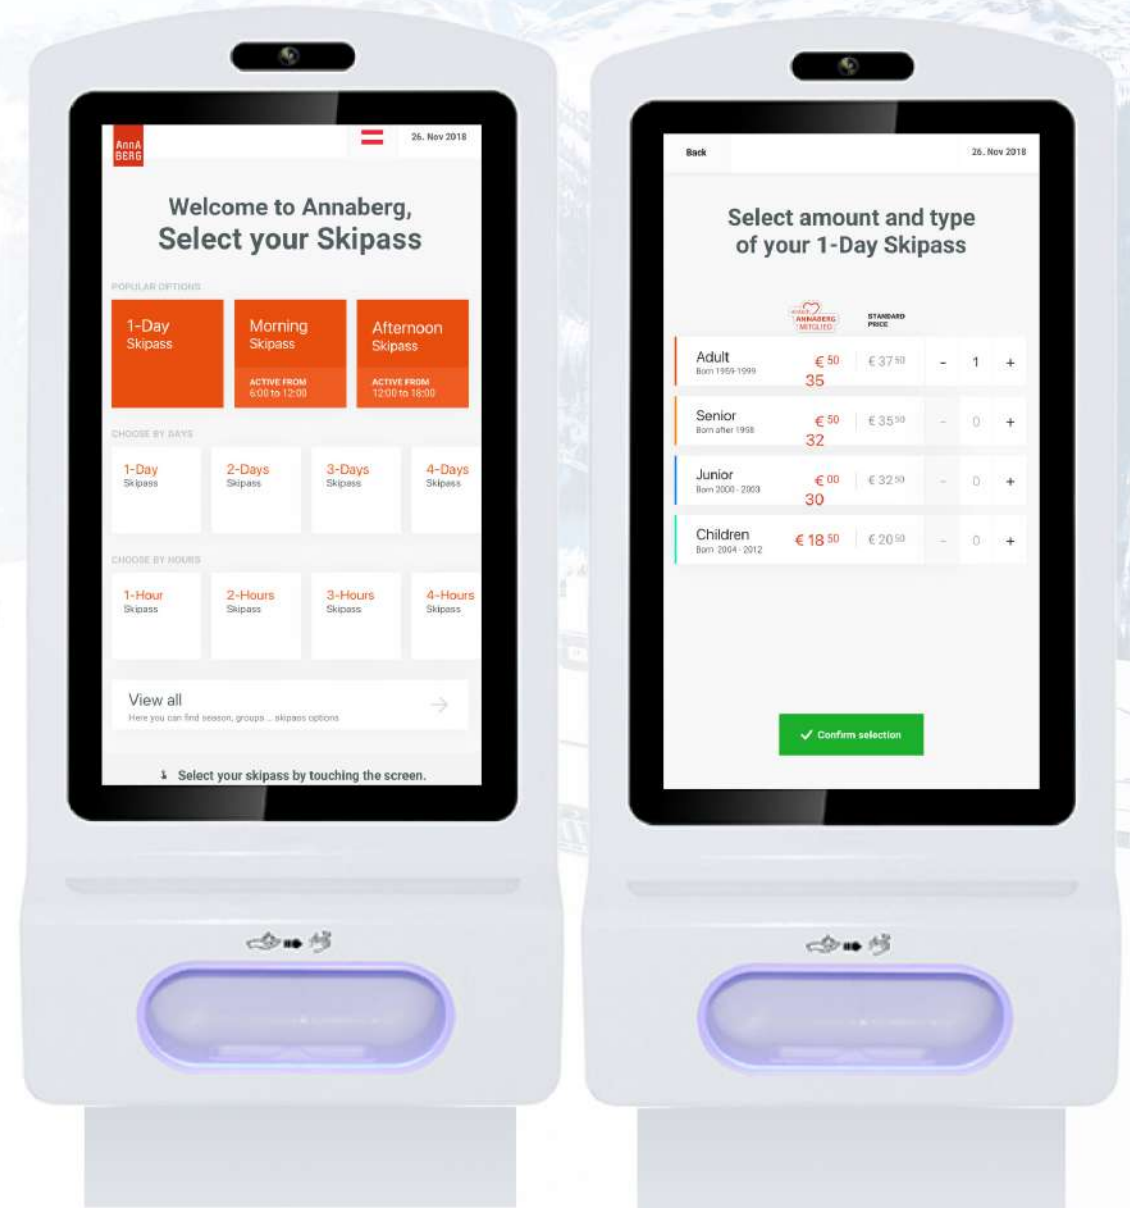 AnnA
BERG
26. Nov 2018
Welcome to Annaberg,
Select your Skipass
POPULAR OPTIONS
1-Day
Skipass
Morning
Skipass
ACTIVE FROM
6:00 to 12:00
Afternoon
Skipass
ACTIVE FROM
12:00 to 18:00
CHOOSE BY DAYS
1-Day
Skipass
2-Days
Skipass
3-Days
Skipass
4-Days
Skipass
CHOOSE BY HOURS
1-Hour
Skipass
2-Hours
Skipass
3-Hours
Skipass
4-Hours
Skipass
View all
Here you can find season, groups ... skipass options
Select your skipass by touching the screen.
Back
26. Nov 2018
Select amount and type
of your 1-Day Skipass
ANNABERG
MITGLIED
STANDARD
PRICE
Adult
Born 1959-1999
€ 50
35
€ 37 50
- 1 +
Senior
Born after 1958
€ 50
32
€ 35 50
- 0 +
Junior
Born 2000 - 2003
€ 00
30
€ 32 50
- 0 +
Children
Born 2004 - 2012
€ 18 50
€ 20 50
- 0 +
Confirm selection